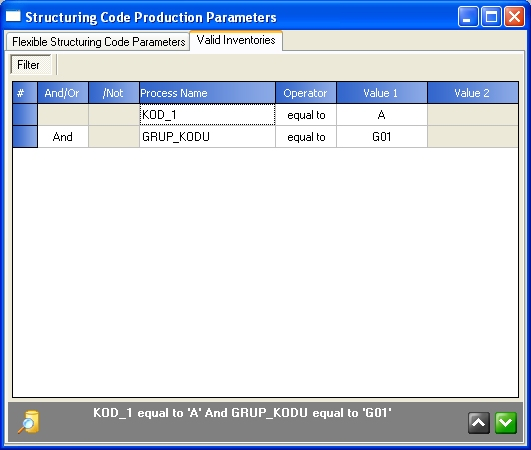 Structuring Code Production Parameters
Flexible Structuring Code Parameters Valid Inventories
Filter
# And/Or /Not Process Name Operator Value 1 Value 2
KOD_1 equal to A
And GRUP_KODU equal to G01
KOD_1 equal to 'A' And GRUP_KODU equal to 'G01'